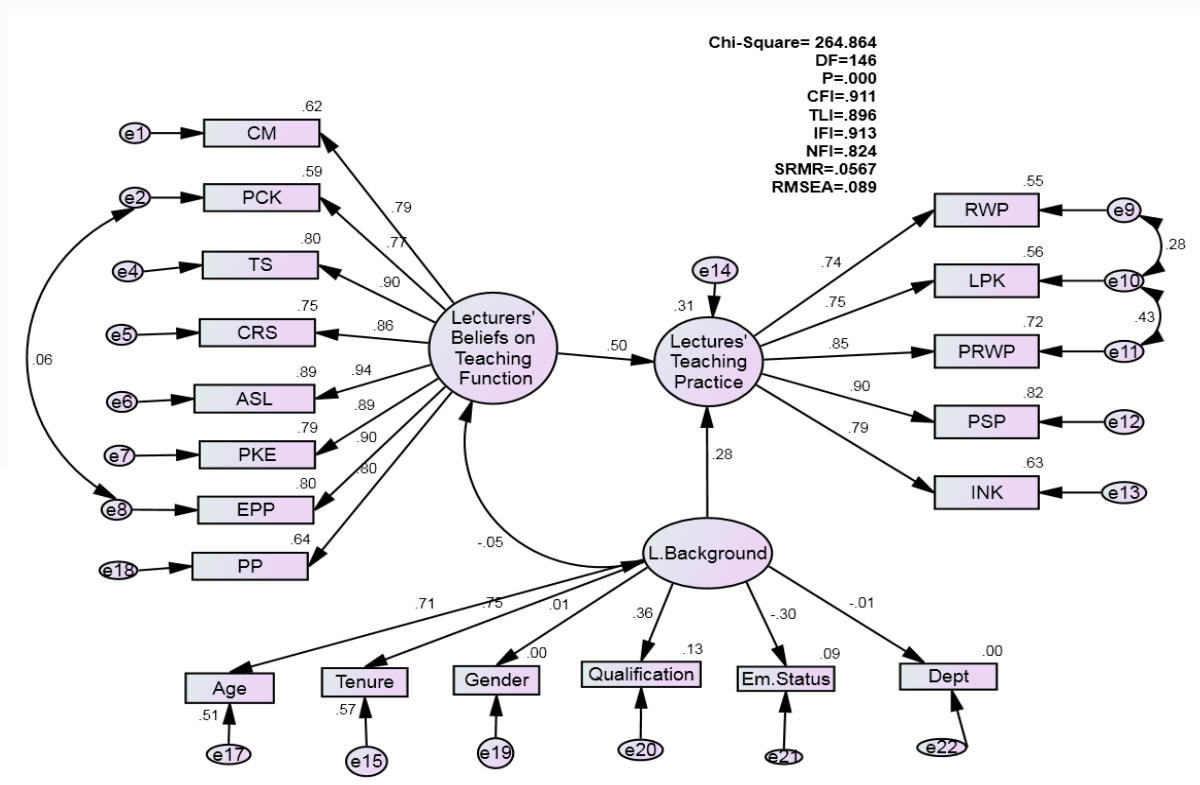 Chi-Square= 264.864
DF=146
P=.000
CFI=.911
TLI=.896
IFI=.913
NFI=.824
SRMR=.0567
RMSEA=.089
.62
e1
CM
.59
e2
PCK
.80
e4
TS
.75
e5
CRS
.89
e6
ASL
.79
e7
PKE
.80
e8
EPP
.64
e18
PP
.06
.79
.77
.90
.86
.94
.89
.90
.80
Lecturers'
Beliefs on
Teaching
Function
.50
e14
.31
Lectures'
Teaching
Practice
.74
.75
.85
.90
.79
.55
RWP
e9
.28
.56
LPK
e10
.43
.72
PRWP
e11
.82
PSP
e12
.63
INK
e13
.28
-.05
L.Background
.71
.75
.01
.36
-.30
-.01
Age
.51
e17
Tenure
.57
e15
.00
Gender
e19
.13
Qualification
e20
.09
Em.Status
e21
.00
Dept
e22